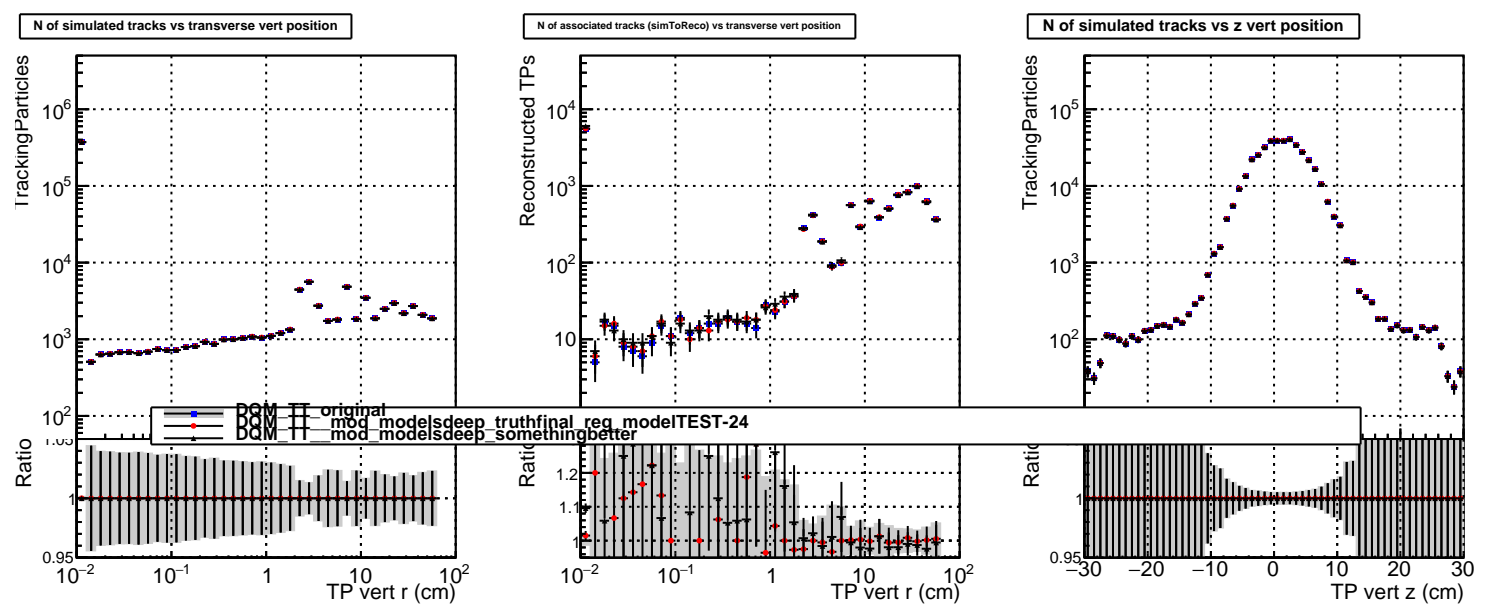 N of simulated tracks vs transverse vert position
TrackingParticles
10^6
10^5
10^4
10^3
10^2
Ratio
1.05
1
0.95
10^−2 10^−1 1 10 10^2
TP vert r (cm)
N of associated tracks (simToReco) vs transverse vert position
Reconstructed TPs
10^4
10^3
10^2
10
Ratio
1.2
1.1
1
10^−2 10^−1 1 10 10^2
TP vert r (cm)
N of simulated tracks vs z vert position
TrackingParticles
10^5
10^4
10^3
10^2
Ratio
1
0.95
−30 −20 −10 0 10 20 30
TP vert z (cm)
DQM_TT_original
DQM_TT__mod_modelsdeep_truthfinal_reg_modelTEST-24
DQM_TT__mod_modelsdeep_somethingbetter